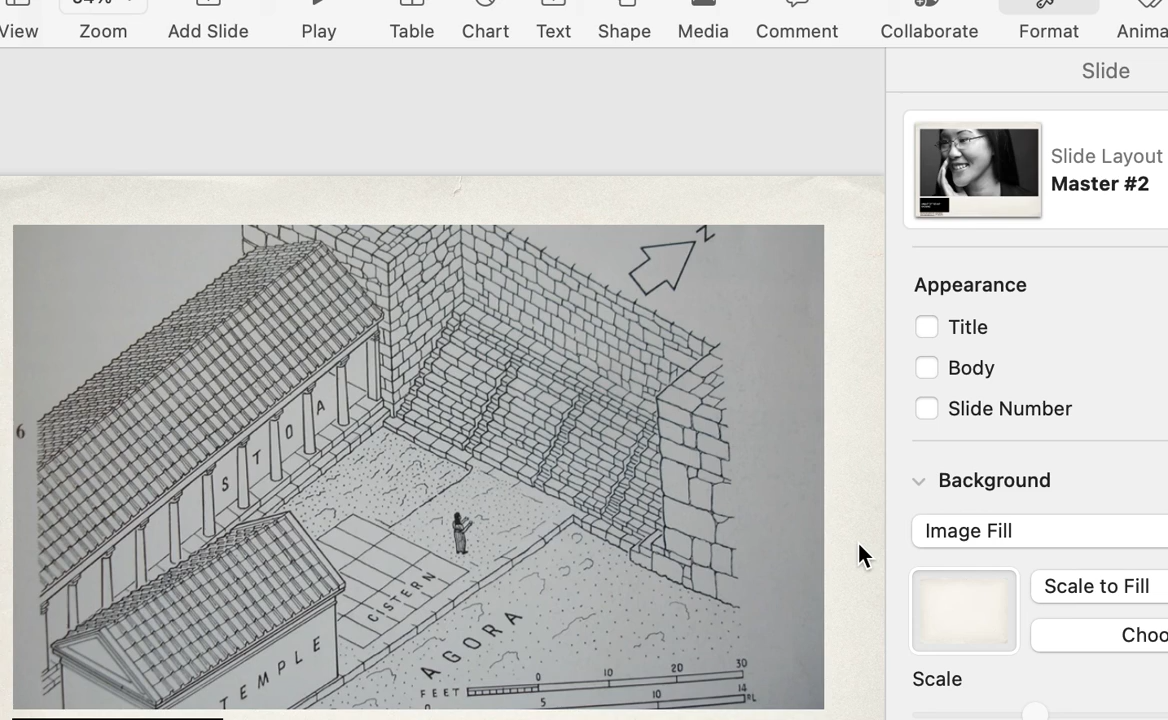 View Zoom Add Slide Play Table Chart Text Shape Media Comment Collaborate Format
Slide
Slide Layout
Master #2
Appearance
Title
Body
Slide Number
Background
Image Fill
Scale to Fill
Scale
N
6
STOA
CISTERN
TEMPLE
AGORA
FEET 0 10 20 30
0 5 10 14